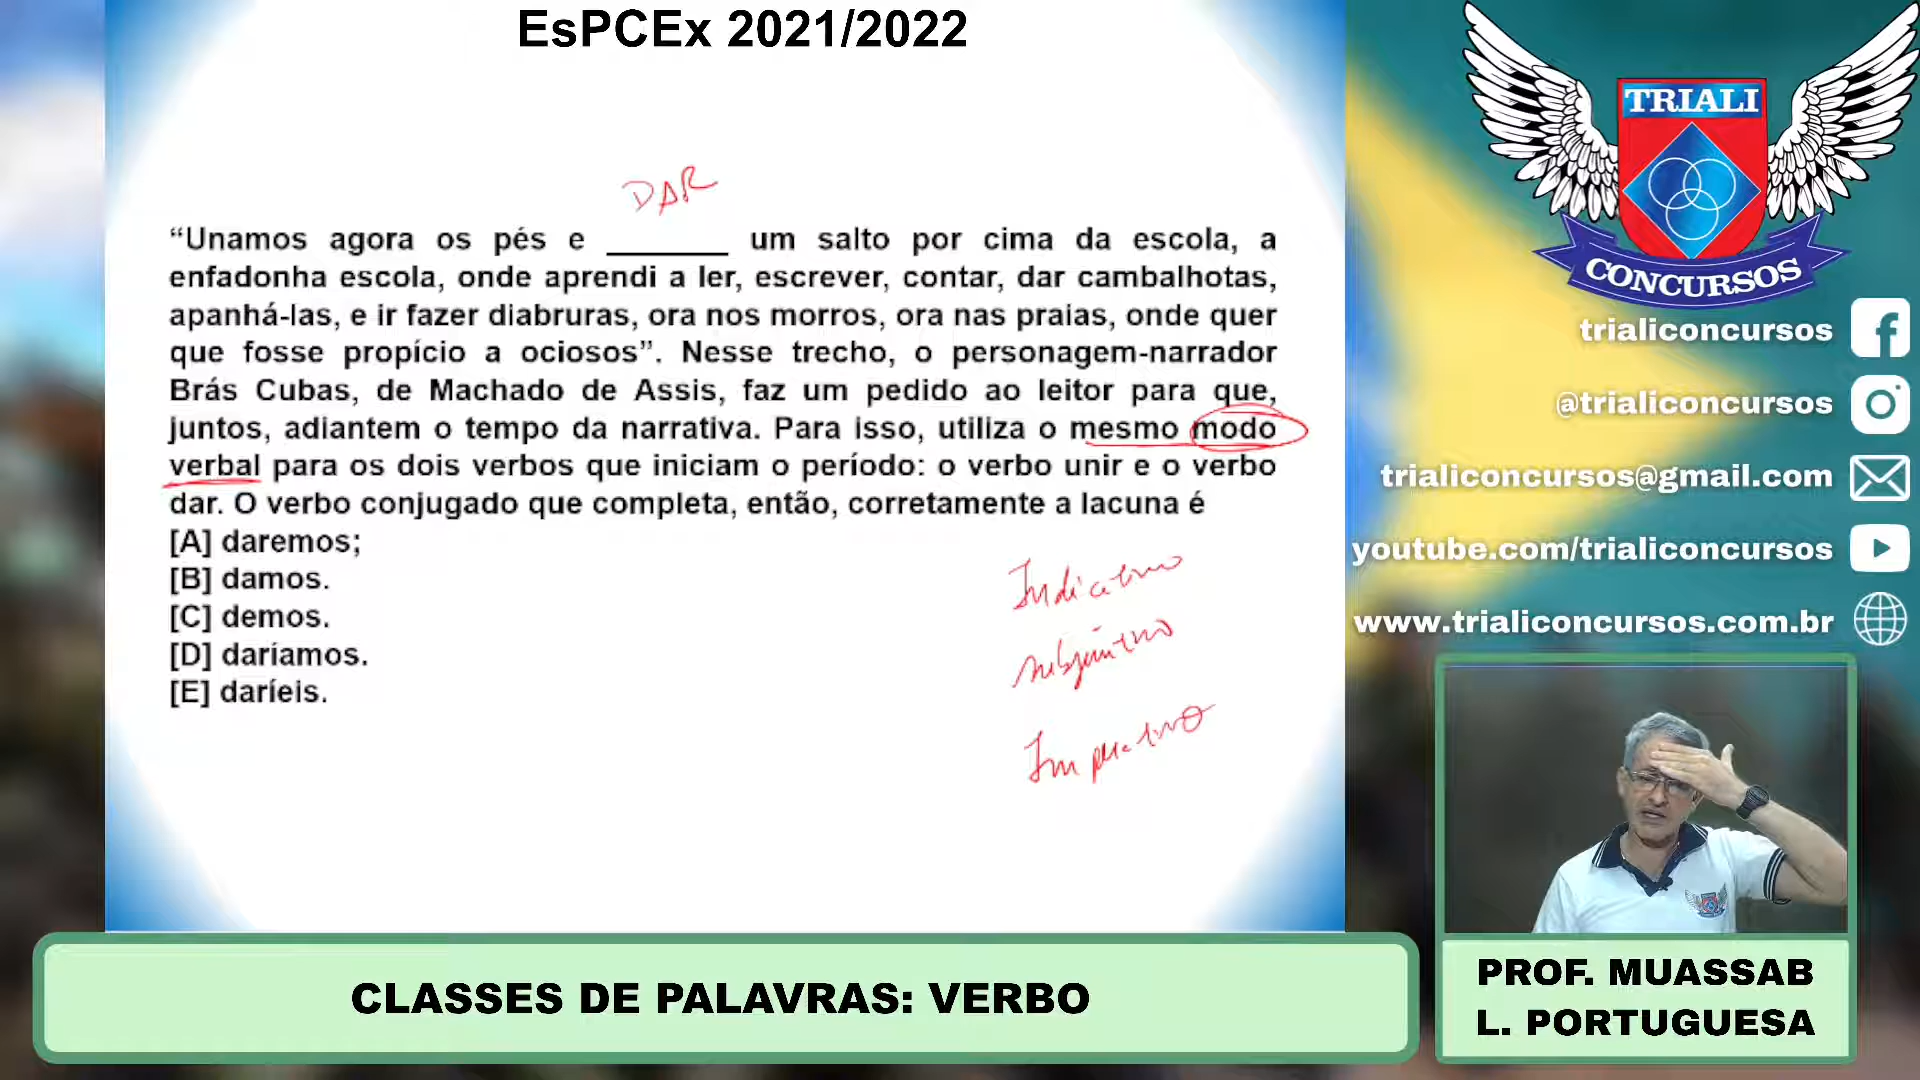 EsPCEx 2021/2022
DAR
“Unamos agora os pés e ________ um salto por cima da escola, a
enfadonha escola, onde aprendi a ler, escrever, contar, dar cambalhotas,
apanhá-las, e ir fazer diabruras, ora nos morros, ora nas praias, onde quer
que fosse propício a ociosos”. Nesse trecho, o personagem-narrador
Brás Cubas, de Machado de Assis, faz um pedido ao leitor para que,
juntos, adiantem o tempo da narrativa. Para isso, utiliza o mesmo modo
verbal para os dois verbos que iniciam o período: o verbo unir e o verbo
dar. O verbo conjugado que completa, então, corretamente a lacuna é
[A] daremos;
[B] damos.
[C] demos.
[D] daríamos.
[E] daríeis.
Indicativo
subjuntivo
Imperativo
TRIALI
CONCURSOS
trialiconcursos
@trialiconcursos
trialiconcursos@gmail.com
youtube.com/trialiconcursos
www.trialiconcursos.com.br
CLASSES DE PALAVRAS: VERBO
PROF. MUASSAB
L. PORTUGUESA